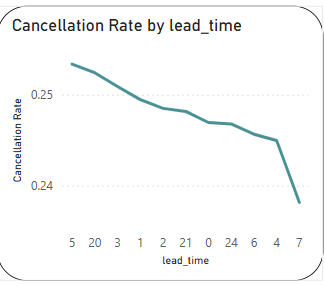 Cancellation Rate by lead_time
Cancellation Rate
0.25
0.24
5 20 3 1 2 21 0 24 6 4 7
lead_time